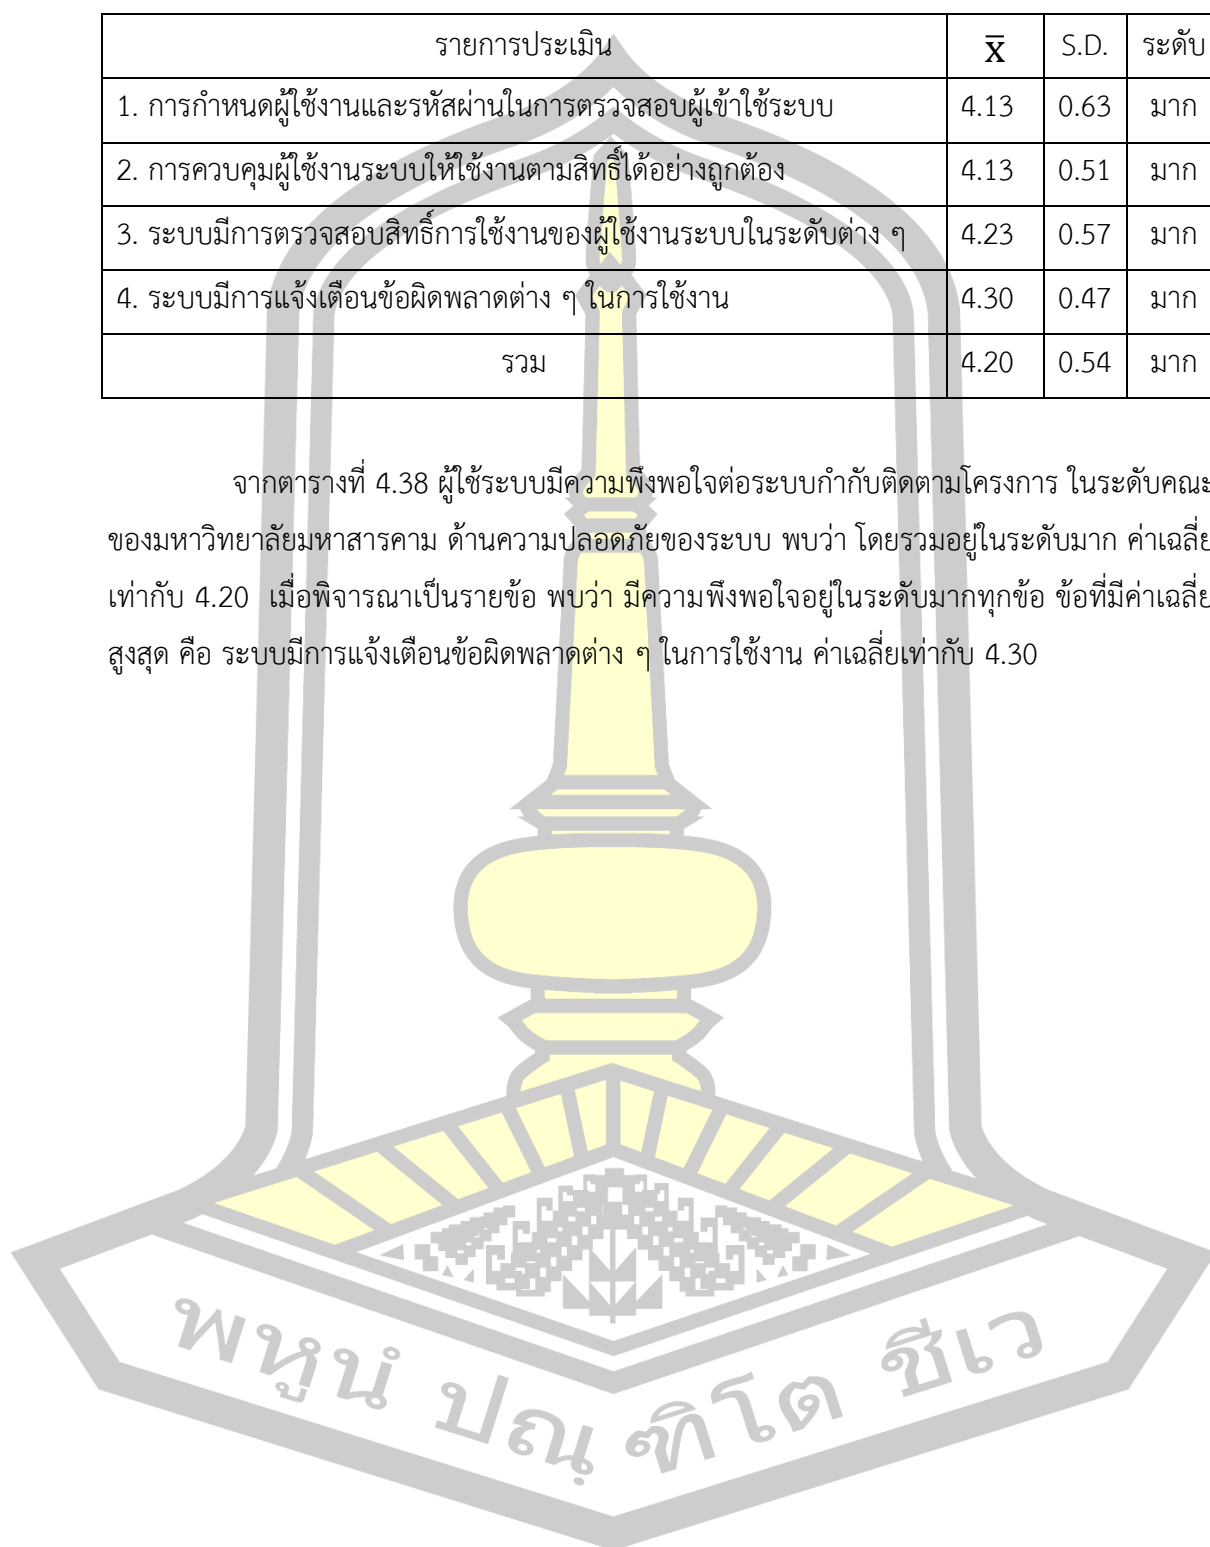 รายการประเมิน x̄ S.D. ระดับ
1. การกำหนดผู้ใช้งานและรหัสผ่านในการตรวจสอบผู้เข้าใช้ระบบ 4.13 0.63 มาก
2. การควบคุมผู้ใช้งานระบบให้ใช้งานตามสิทธิ์ได้อย่างถูกต้อง 4.13 0.51 มาก
3. ระบบมีการตรวจสอบสิทธิ์การใช้งานของผู้ใช้งานระบบในระดับต่าง ๆ 4.23 0.57 มาก
4. ระบบมีการแจ้งเตือนข้อผิดพลาดต่าง ๆ ในการใช้งาน 4.30 0.47 มาก
รวม 4.20 0.54 มาก
จากตารางที่ 4.38 ผู้ใช้ระบบมีความพึงพอใจต่อระบบกำกับติดตามโครงการ ในระดับคณะ
ของมหาวิทยาลัยมหาสารคาม ด้านความปลอดภัยของระบบ พบว่า โดยรวมอยู่ในระดับมาก ค่าเฉลี่ย
เท่ากับ 4.20 เมื่อพิจารณาเป็นรายข้อ พบว่า มีความพึงพอใจอยู่ในระดับมากทุกข้อ ข้อที่มีค่าเฉลี่ย
สูงสุด คือ ระบบมีการแจ้งเตือนข้อผิดพลาดต่าง ๆ ในการใช้งาน ค่าเฉลี่ยเท่ากับ 4.30
พหูนํ ปณฺฑิโต ชีเว